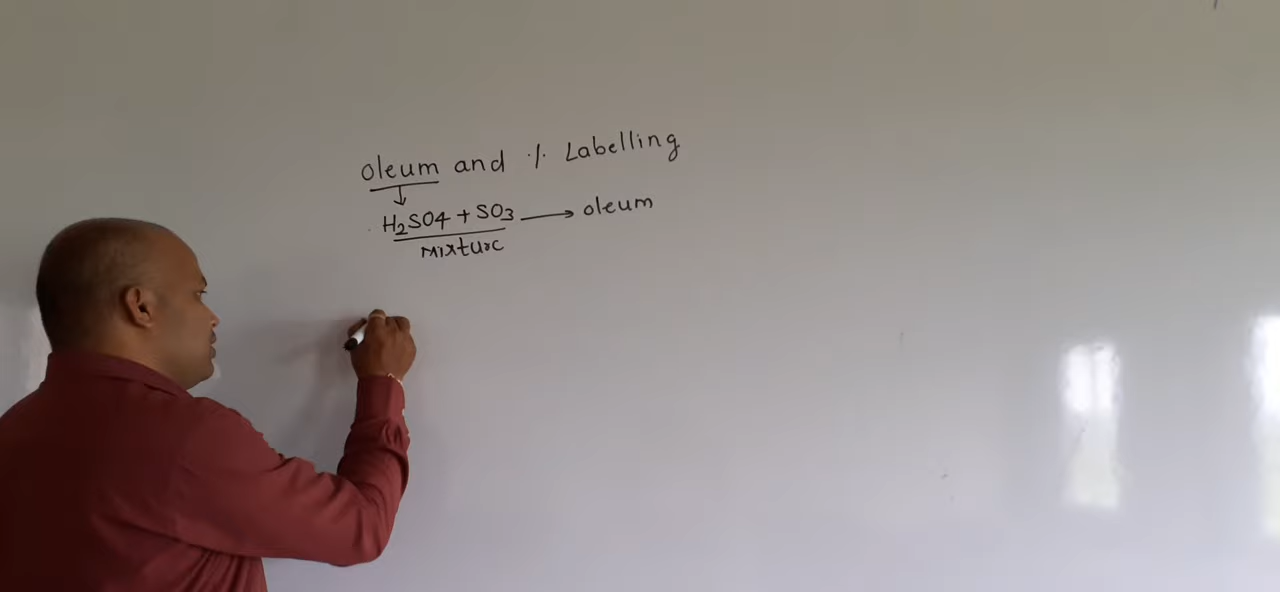 oleum and % Labelling
H₂SO4 + SO₃ → oleum
Mixture